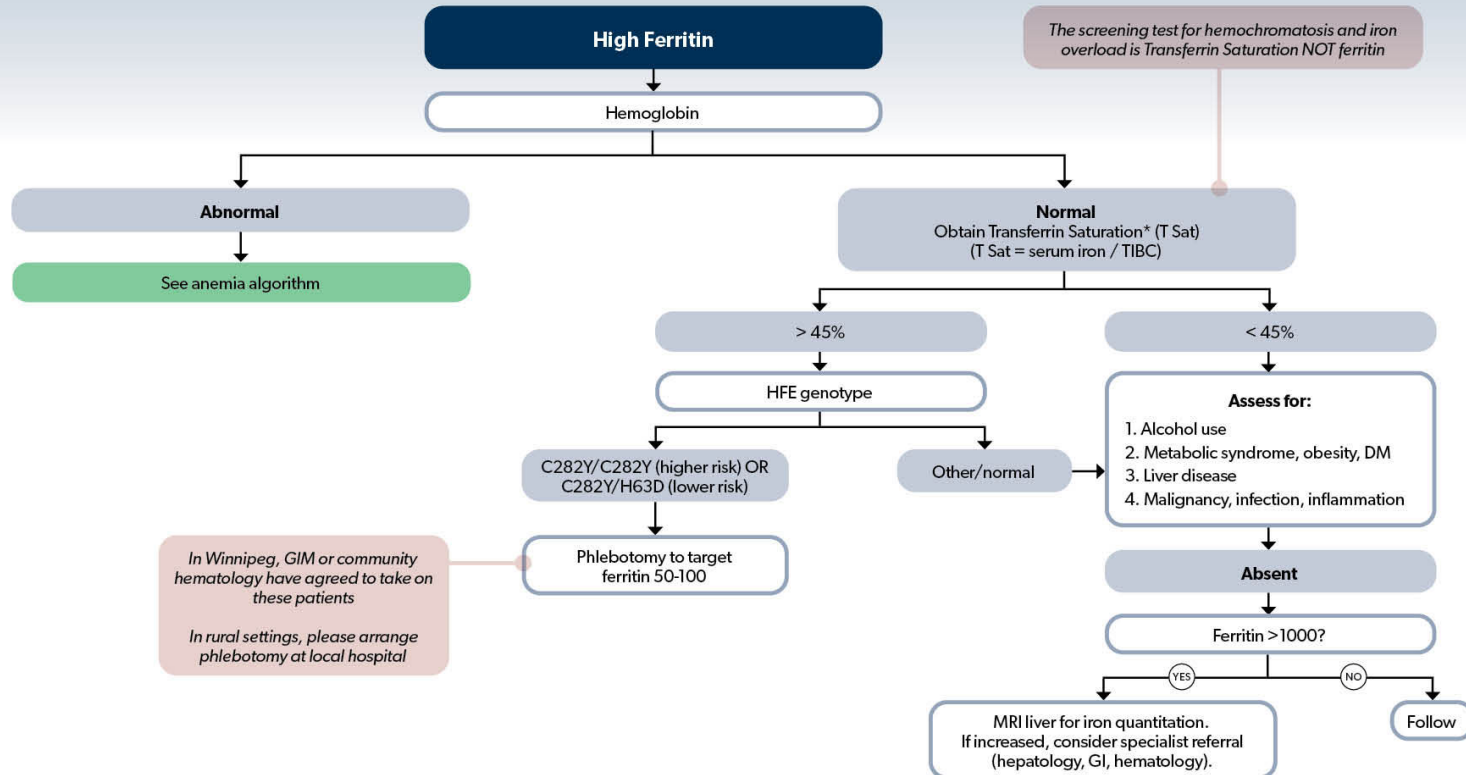 High Ferritin
The screening test for hemochromatosis and iron
overload is Transferrin Saturation NOT ferritin
Hemoglobin
Abnormal
See anemia algorithm
Normal
Obtain Transferrin Saturation* (T Sat)
(T Sat = serum iron / TIBC)
> 45%
< 45%
HFE genotype
Assess for:
1. Alcohol use
2. Metabolic syndrome, obesity, DM
3. Liver disease
4. Malignancy, infection, inflammation
C282Y/C282Y (higher risk) OR
C282Y/H63D (lower risk)
Other/normal
In Winnipeg, GIM or community
hematology have agreed to take on
these patients
In rural settings, please arrange
phlebotomy at local hospital
Phlebotomy to target
ferritin 50-100
Absent
Ferritin >1000?
YES
NO
MRI liver for iron quantitation.
If increased, consider specialist referral
(hepatology, GI, hematology).
Follow